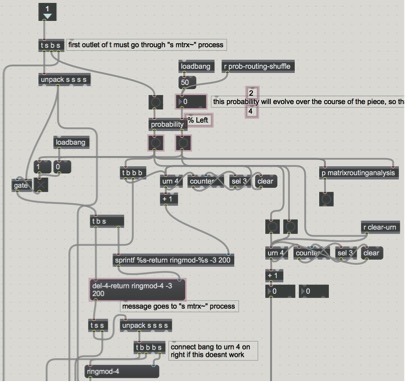 1
t s b s
first outlet of t must go through "s mtrx~" process
loadbang
r prob-routing-shuffle
unpack s s s s
50
0
2
this probability will evolve over the course of the piece, so th
4
probability
% Left
loadbang
1
0
gate
t b b b
p matrixroutinganalysis
urn 4
counter
sel 3
clear
+ 1
t b s
r clear-urn
urn 4
counter
sel 3
clear
sprintf %s-return ringmod-%s -3 200
+ 1
del-4-return ringmod-4 -3
200
0
0
message goes to "s mtrx~" process
t s s
unpack s s s s
t b b b s
connect bang to urn 4 on
right if this doesnt work
ringmod-4